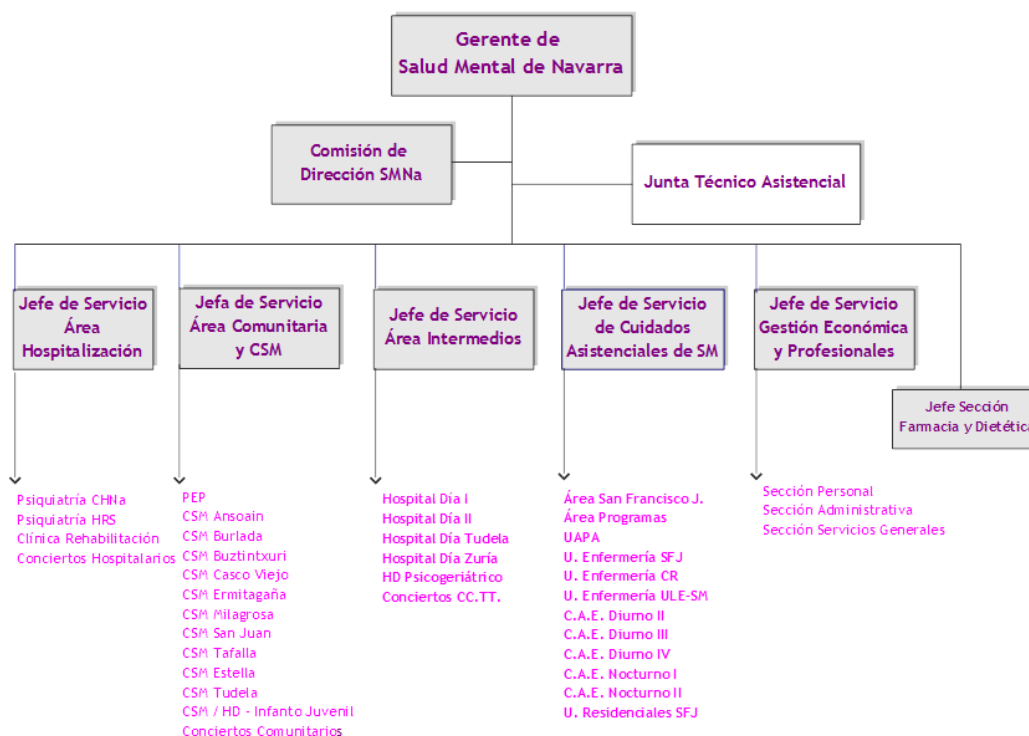 Gerente de
Salud Mental de Navarra
Comisión de
Dirección SMNa
Junta Técnico Asistencial
Jefe de Servicio
Área
Hospitalización
Jefa de Servicio
Área Comunitaria
y CSM
Jefe de Servicio
Área Intermedios
Jefe de Servicio
de Cuidados
Asistenciales de SM
Jefe de Servicio
Gestión Económica
y Profesionales
Jefe Sección
Farmacia y Dietética
Psiquiatría CHNa
Psiquiatría HRS
Clínica Rehabilitación
Conciertos Hospitalarios
PEP
CSM Ansoain
CSM Burlada
CSM Buztintxuri
CSM Casco Viejo
CSM Ermitagaña
CSM Milagrosa
CSM San Juan
CSM Tafalla
CSM Estella
CSM Tudela
CSM / HD - Infanto Juvenil
Conciertos Comunitarios
Hospital Día I
Hospital Día II
Hospital Día Tudela
Hospital Día Zuría
HD Psicogeriátrico
Conciertos CC.TT.
Área San Francisco J.
Área Programas
UAPA
U. Enfermería SFJ
U. Enfermería CR
U. Enfermería ULE-SM
C.A.E. Diurno II
C.A.E. Diurno III
C.A.E. Diurno IV
C.A.E. Nocturno I
C.A.E. Nocturno II
U. Residenciales SFJ
Sección Personal
Sección Administrativa
Sección Servicios Generales